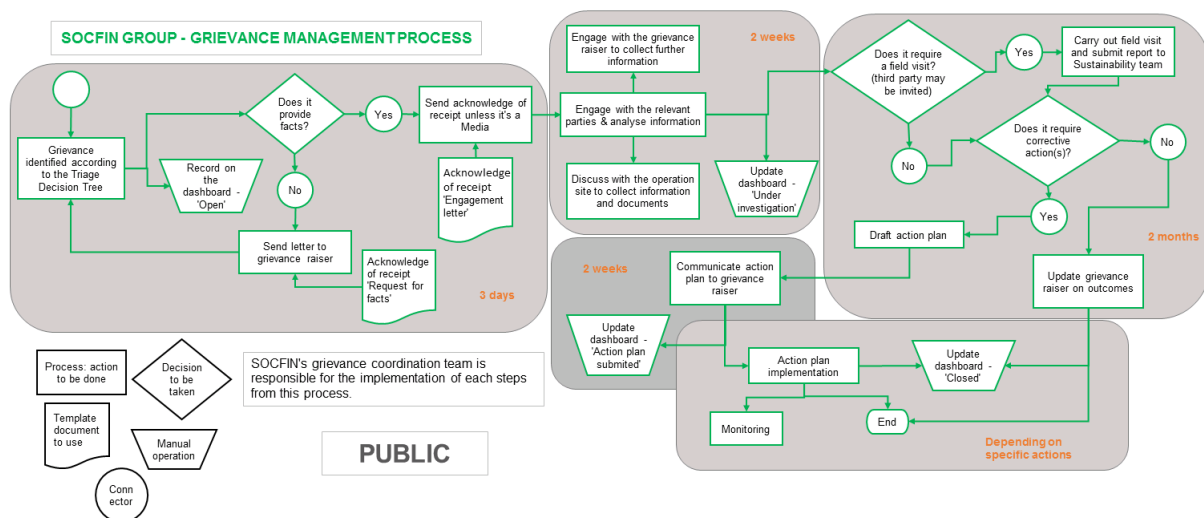 SOCFIN GROUP - GRIEVANCE MANAGEMENT PROCESS
Grievance
identified according
to the Triage
Decision Tree
Record on
the
dashboard -
'Open'
Does it
provide
facts?
Yes
No
Send acknowledge of
receipt unless it's a
Media
Acknowledge
of receipt
'Engagement
letter'
Send letter to
grievance raiser
Acknowledge
of receipt
'Request for
facts'
3 days
Engage with the grievance
raiser to collect further
information
2 weeks
Engage with the relevant
parties & analyse information
Discuss with the operation
site to collect information
and documents
Update
dashboard -
'Under
investigation'
Does it require
a field visit?
(third party may
be invited)
Yes
Carry out field visit
and submit report to
Sustainability team
No
Does it require
corrective
action(s)?
No
Yes
Draft action plan
2 months
Update grievance
raiser on outcomes
2 weeks
Communicate action
plan to grievance
raiser
Update
dashboard -
'Action plan
submited'
Action plan
implementation
Update
dashboard -
'Closed'
Monitoring
End
Depending on
specific actions
Process: action
to be done
Decision
to be
taken
Template
document
to use
Manual
operation
Conn
ector
SOCFIN's grievance coordination team is
responsible for the implementation of each steps
from this process.
PUBLIC